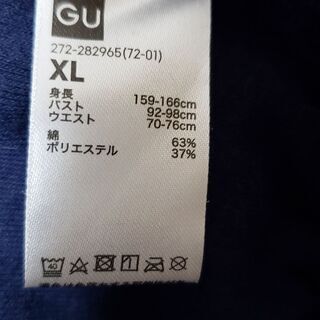 GU
272-282965(72-01)
XL
身長 159-166cm
バスト 92-98cm
ウエスト 70-76cm
綿 63%
ポリエステル 37%
40